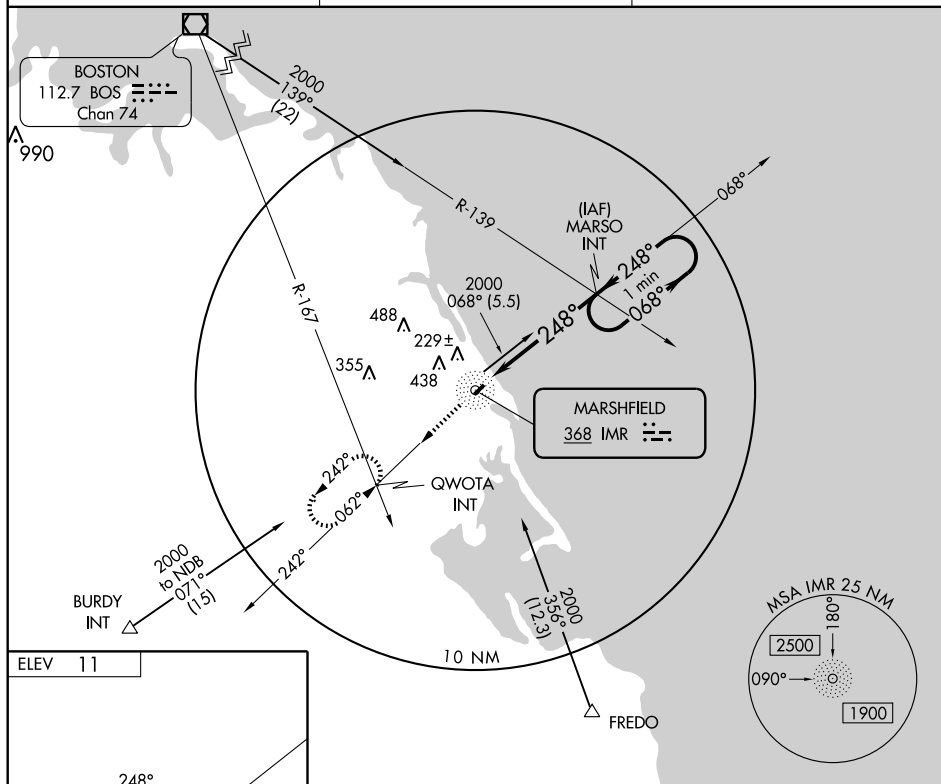 BOSTON
112.7 BOS
Chan 74
990
2000
139°
(22)
R-139
R-167
(IAF)
MARSO
INT
068°
248°
1 min
068°
2000
068° (5.5)
248°
488
229±
355
438
MARSHFIELD
368 IMR
242°
062°
QWOTA
INT
242°
2000
to NDB
071°
(15)
BURDY
INT
2000
356°
(12.3)
10 NM
FREDO
MSA IMR 25 NM
180°
2500
090°
1900
ELEV 11
248°